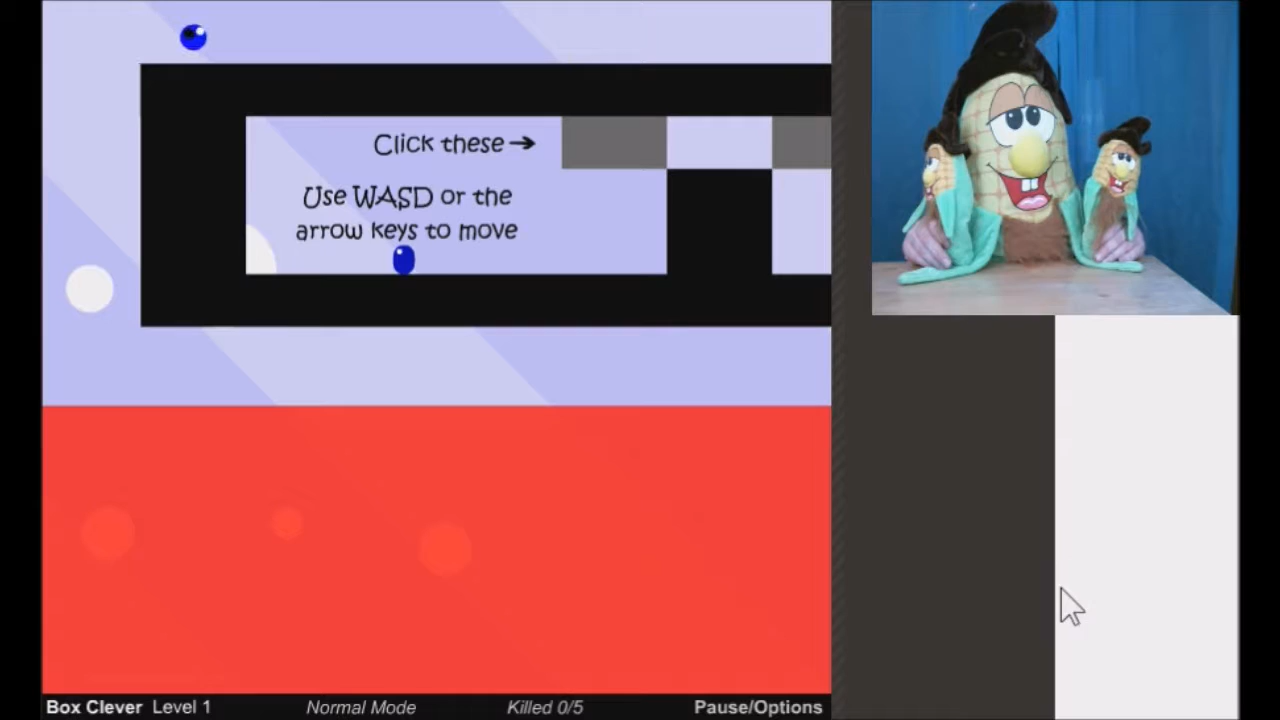 Click these →
Use WASD or the
arrow keys to move
Box Clever Level 1 Normal Mode Killed 0/5 Pause/Options